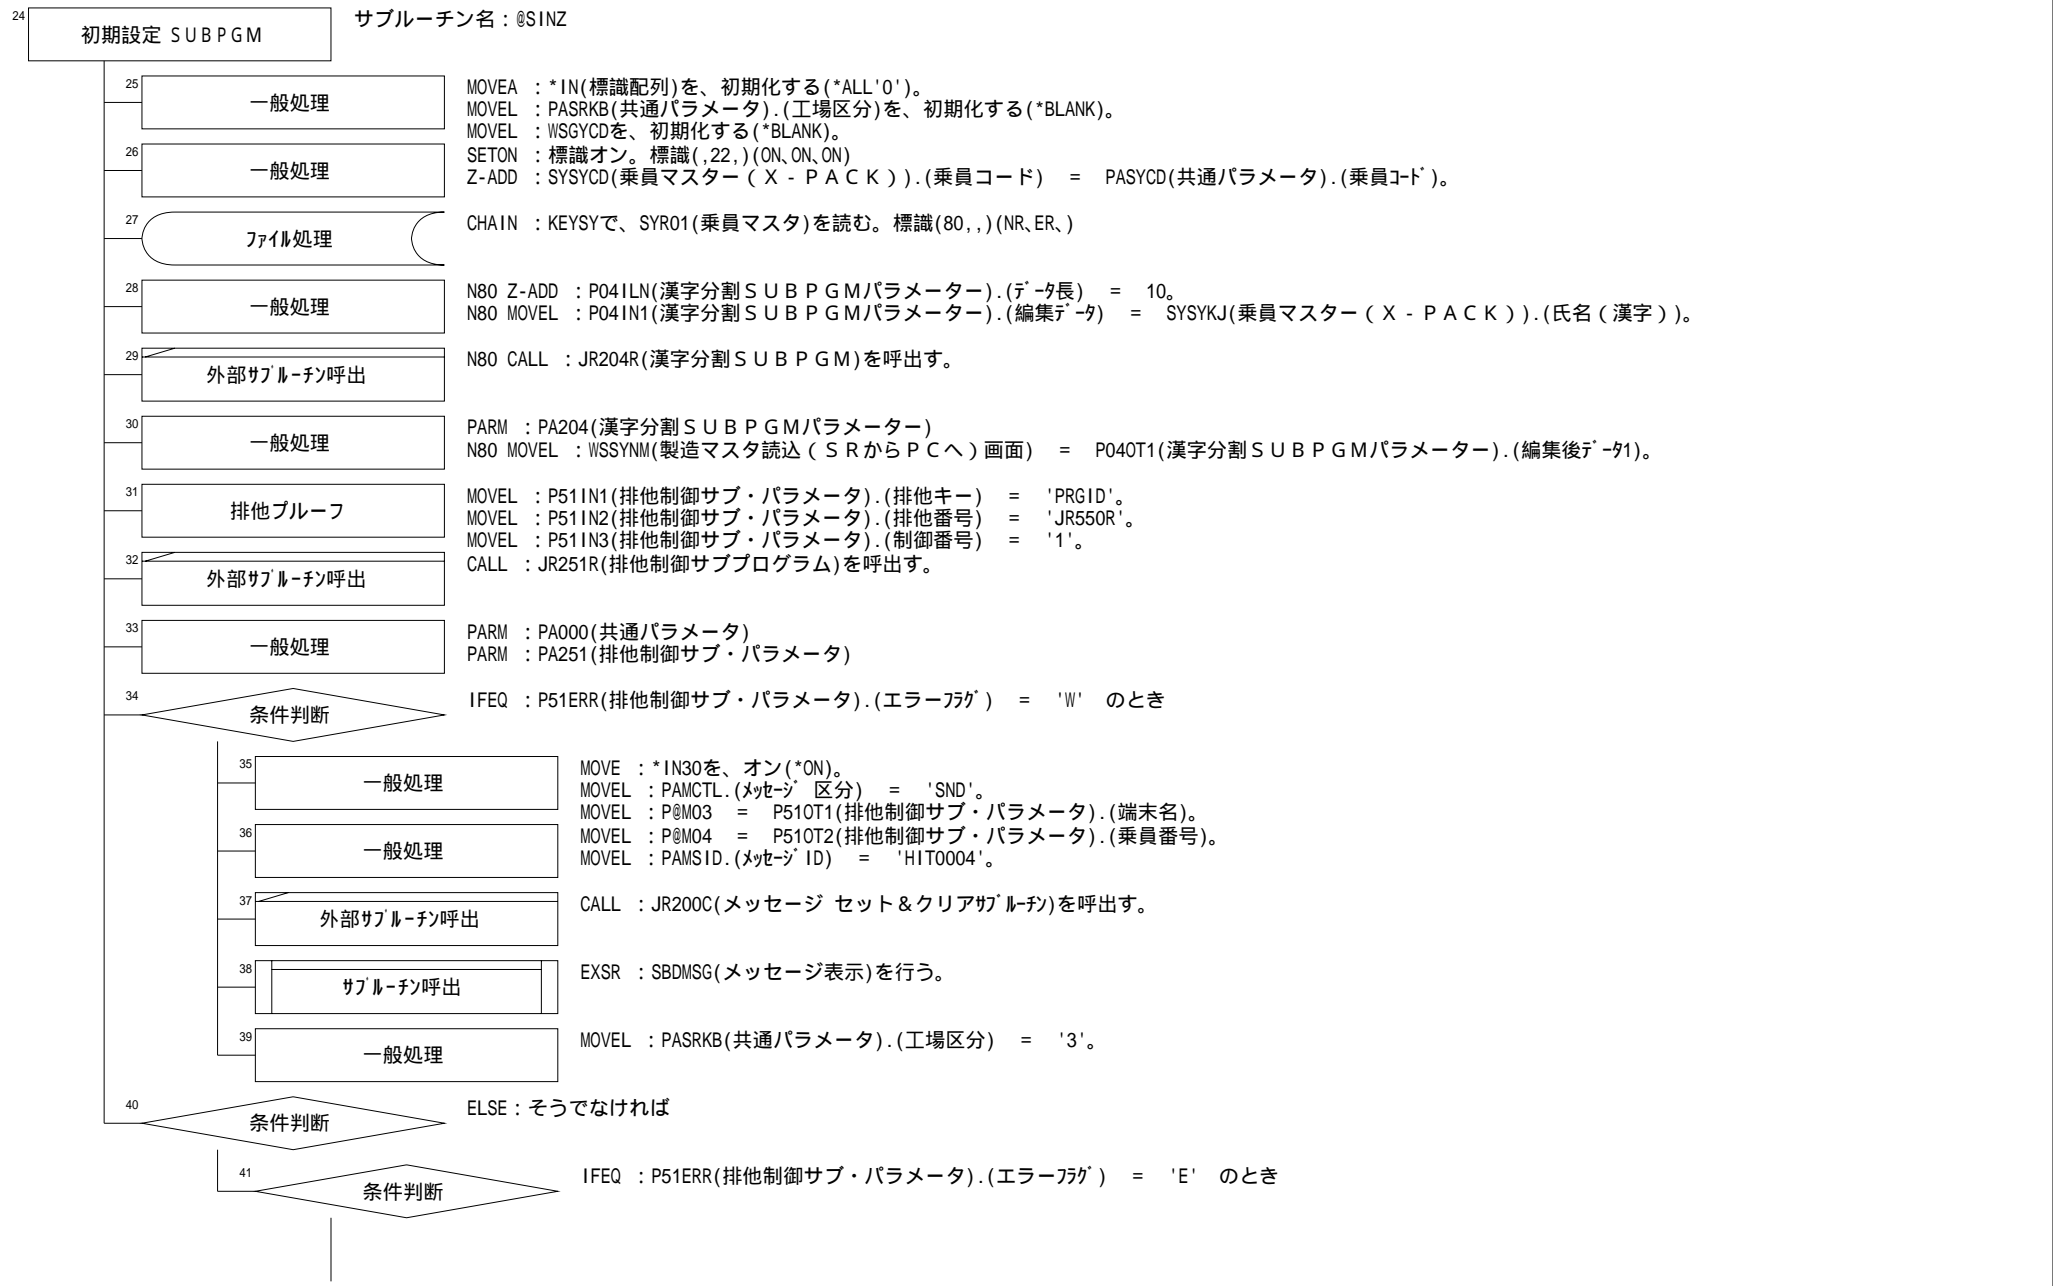 24
初期設定 SUBPGM
サブルーチン名：@SINZ
25
一般処理
MOVEA ：*IN(標識配列)を、初期化する(*ALL'0')。
MOVEL ：PASRKB(共通パラメータ).(工場区分)を、初期化する(*BLANK)。
MOVEL ：WSGYCDを、初期化する(*BLANK)。
26
一般処理
SETON ：標識オン。標識(,22,)(ON､ON､ON)
Z-ADD ：SYSYCD(乗員マスター（Ｘ‐ＰＡＣＫ）).(乗員コード) = PASYCD(共通パラメータ).(乗員ｺｰﾄﾞ)。
27
ﾌｧｲﾙ処理
CHAIN ：KEYSYで、SYR01(乗員マスタ)を読む。標識(80,,)(NR､ER､)
28
一般処理
N80 Z-ADD ：P04ILN(漢字分割ＳＵＢＰＧＭパラメーター).(ﾃﾞｰﾀ長) = 10。
N80 MOVEL ：P04IN1(漢字分割ＳＵＢＰＧＭパラメーター).(編集ﾃﾞｰﾀ) = SYSYKJ(乗員マスター（Ｘ‐ＰＡＣＫ）).(氏名（漢字）)。
29
外部ｻﾌﾞﾙｰﾁﾝ呼出
N80 CALL ：JR204R(漢字分割ＳＵＢＰＧＭ)を呼出す。
30
一般処理
PARM ：PA204(漢字分割ＳＵＢＰＧＭパラメーター)
N80 MOVEL ：WSSYNM(製造マスタ読込（ＳＲからＰＣへ）画面) = P04OT1(漢字分割ＳＵＢＰＧＭパラメーター).(編集後ﾃﾞｰﾀ1)。
31
排他プルーフ
MOVEL ：P51IN1(排他制御サブ・パラメータ).(排他キー) = 'PRGID'。
MOVEL ：P51IN2(排他制御サブ・パラメータ).(排他番号) = 'JR550R'。
MOVEL ：P51IN3(排他制御サブ・パラメータ).(制御番号) = '1'。
32
外部ｻﾌﾞﾙｰﾁﾝ呼出
CALL ：JR251R(排他制御サブプログラム)を呼出す。
33
一般処理
PARM ：PA000(共通パラメータ)
PARM ：PA251(排他制御サブ・パラメータ)
34
条件判断
IFEQ ：P51ERR(排他制御サブ・パラメータ).(エラーﾌﾗｸﾞ) = 'W' のとき
35
一般処理
MOVE ：*IN30を、オン(*ON)。
MOVEL ：PAMCTL.(ﾒｯｾｰｼﾞ 区分) = 'SND'。
MOVEL ：P@M03 = P51OT1(排他制御サブ・パラメータ).(端末名)。
36
一般処理
MOVEL ：P@M04 = P51OT2(排他制御サブ・パラメータ).(乗員番号)。
MOVEL ：PAMSID.(ﾒｯｾｰｼﾞID) = 'HIT0004'。
37
外部ｻﾌﾞﾙｰﾁﾝ呼出
CALL ：JR200C(メッセージ セット＆クリアｻﾌﾞﾙｰﾁﾝ)を呼出す。
38
ｻﾌﾞﾙｰﾁﾝ呼出
EXSR ：SBDMSG(メッセージ表示)を行う。
39
一般処理
MOVEL ：PASRKB(共通パラメータ).(工場区分) = '3'。
40
条件判断
ELSE：そうでなければ
41
条件判断
IFEQ ：P51ERR(排他制御サブ・パラメータ).(エラーﾌﾗｸﾞ) = 'E' のとき